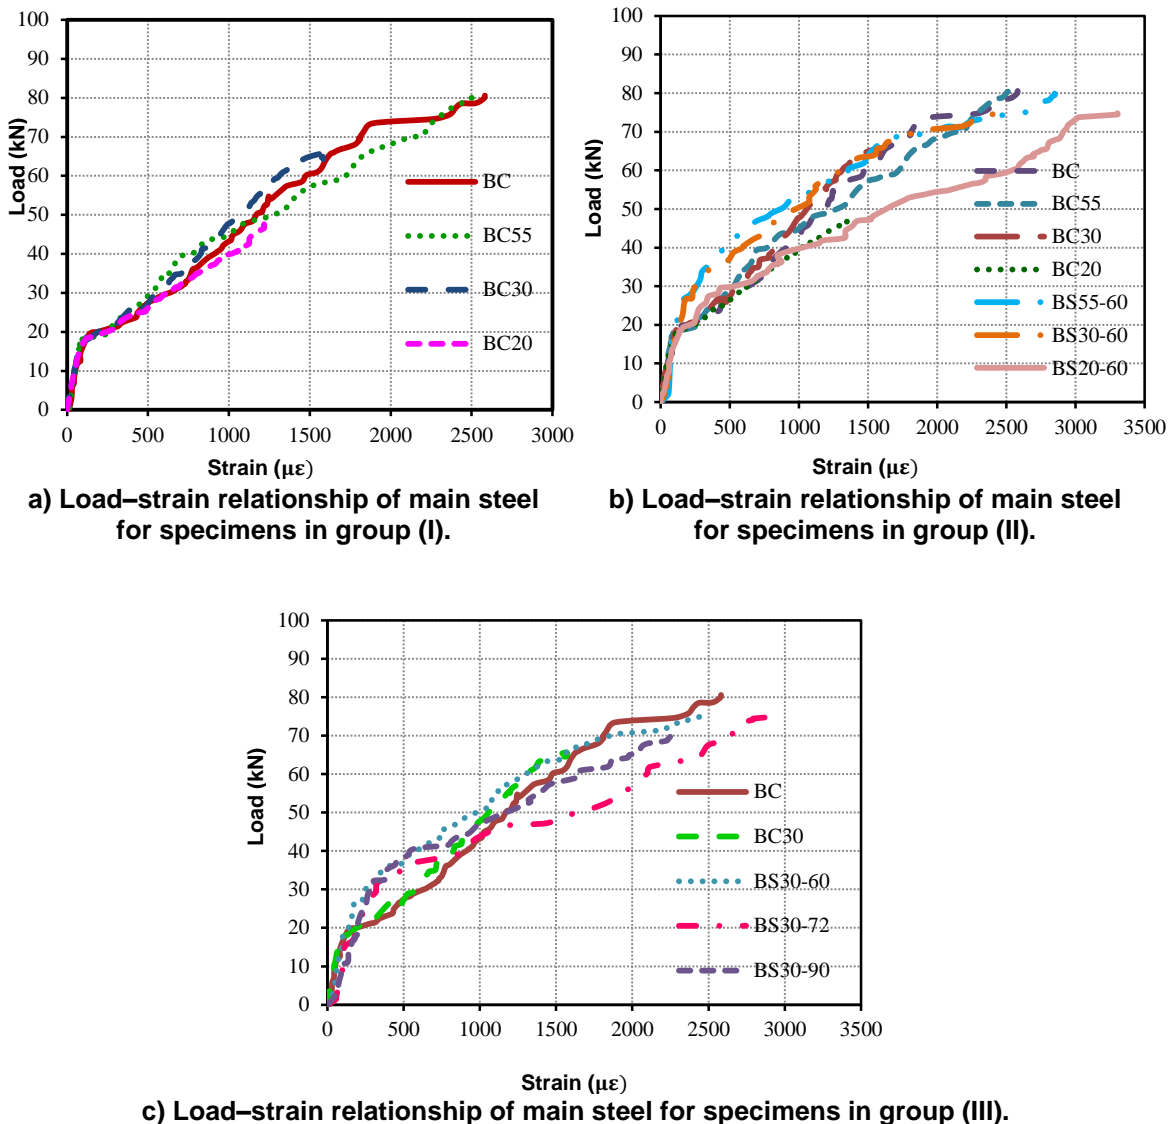 100
90
80
70
60
50
40
30
20
10
0
Load (kN)
BC
BC55
BC30
BC20
0 500 1000 1500 2000 2500 3000
Strain (με)
a) Load–strain relationship of main steel
for specimens in group (I).
100
90
80
70
60
50
40
30
20
10
0
Load (kN)
BC
BC55
BC30
BC20
BS55-60
BS30-60
BS20-60
0 500 1000 1500 2000 2500 3000 3500
Strain (με)
b) Load–strain relationship of main steel
for specimens in group (II).
100
90
80
70
60
50
40
30
20
10
0
Load (kN)
BC
BC30
BS30-60
BS30-72
BS30-90
0 500 1000 1500 2000 2500 3000 3500
Strain (με)
c) Load–strain relationship of main steel for specimens in group (III).